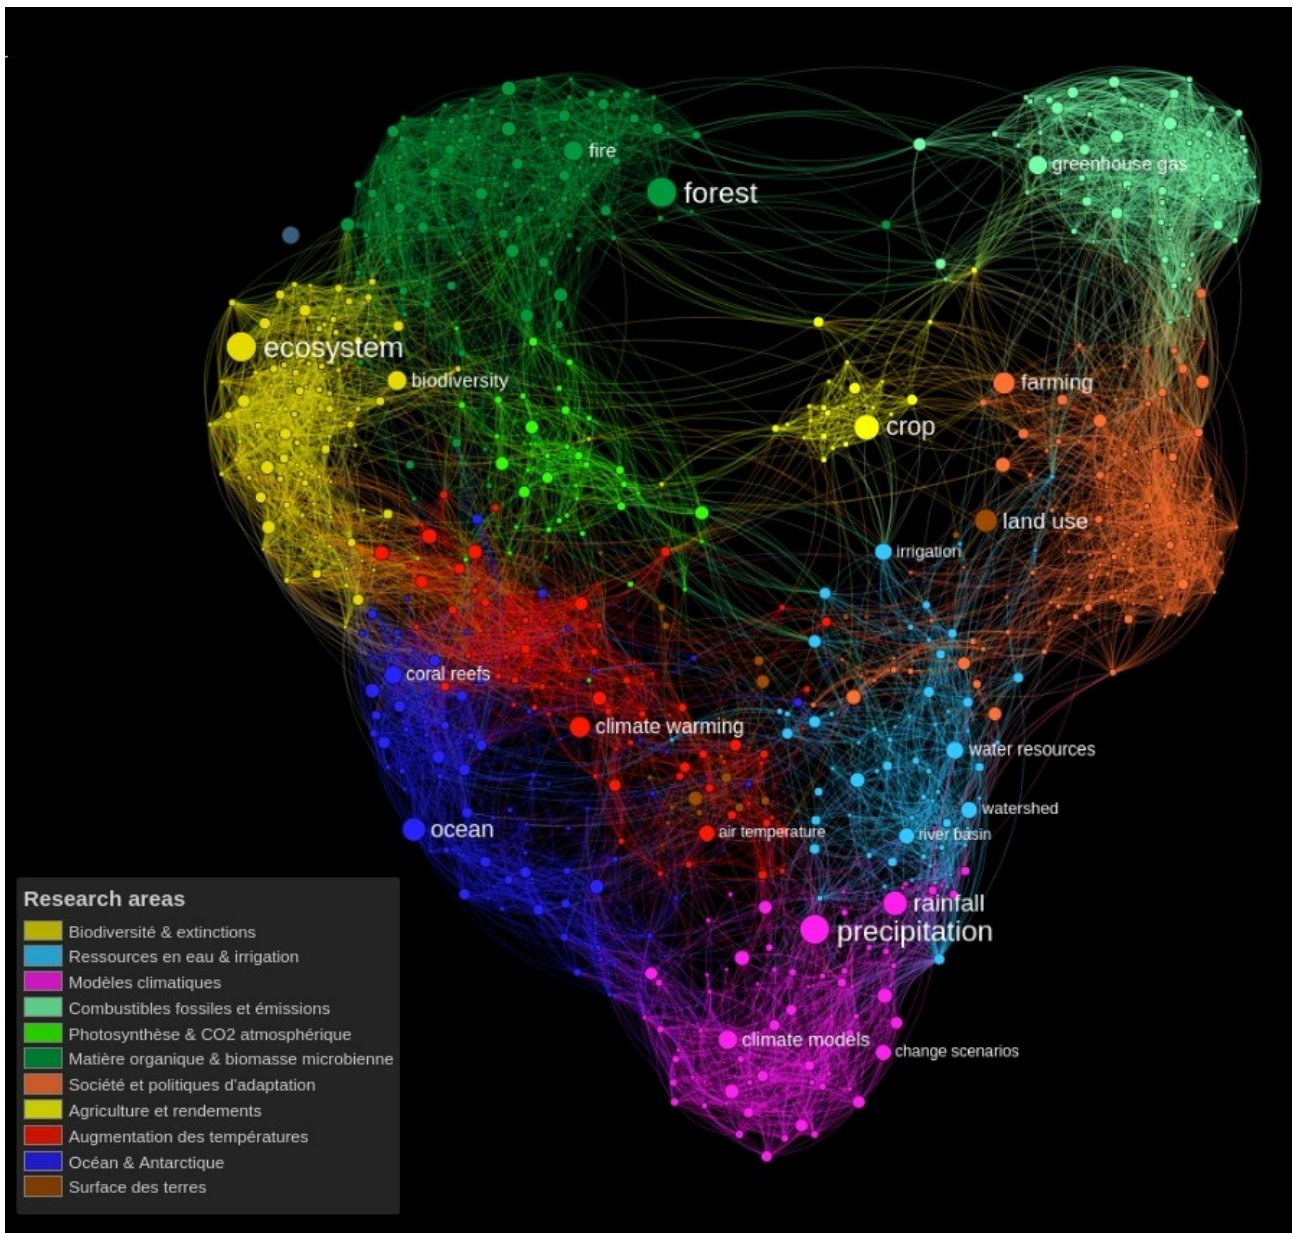 fire
forest
greenhouse gas
ecosystem
biodiversity
farming
crop
land use
irrigation
coral reefs
climate warming
water resources
watershed
ocean
air temperature
river basin
rainfall
precipitation
climate models
change scenarios
Research areas
Biodiversité & extinctions
Ressources en eau & irrigation
Modèles climatiques
Combustibles fossiles et émissions
Photosynthèse & CO2 atmosphérique
Matière organique & biomasse microbienne
Société et politiques d'adaptation
Agriculture et rendements
Augmentation des températures
Océan & Antarctique
Surface des terres